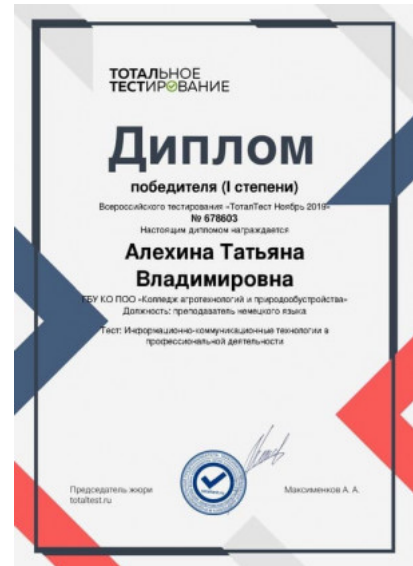 ТОТАЛЬНОЕ
ТЕСТИРОВАНИЕ
Диплом
победителя (I степени)
Всероссийского тестирования «ТоталТест Ноябрь 2019»
№ 678603
Настоящим дипломом награждается
Алехина Татьяна
Владимировна
ГБУ КО ПОО «Колледж агротехнологий и природообустройства»
Должность: преподаватель немецкого языка
Тест: Информационно-коммуникационные технологии в
профессиональной деятельности
Председатель жюри
totaltest.ru
Максименков А. А.